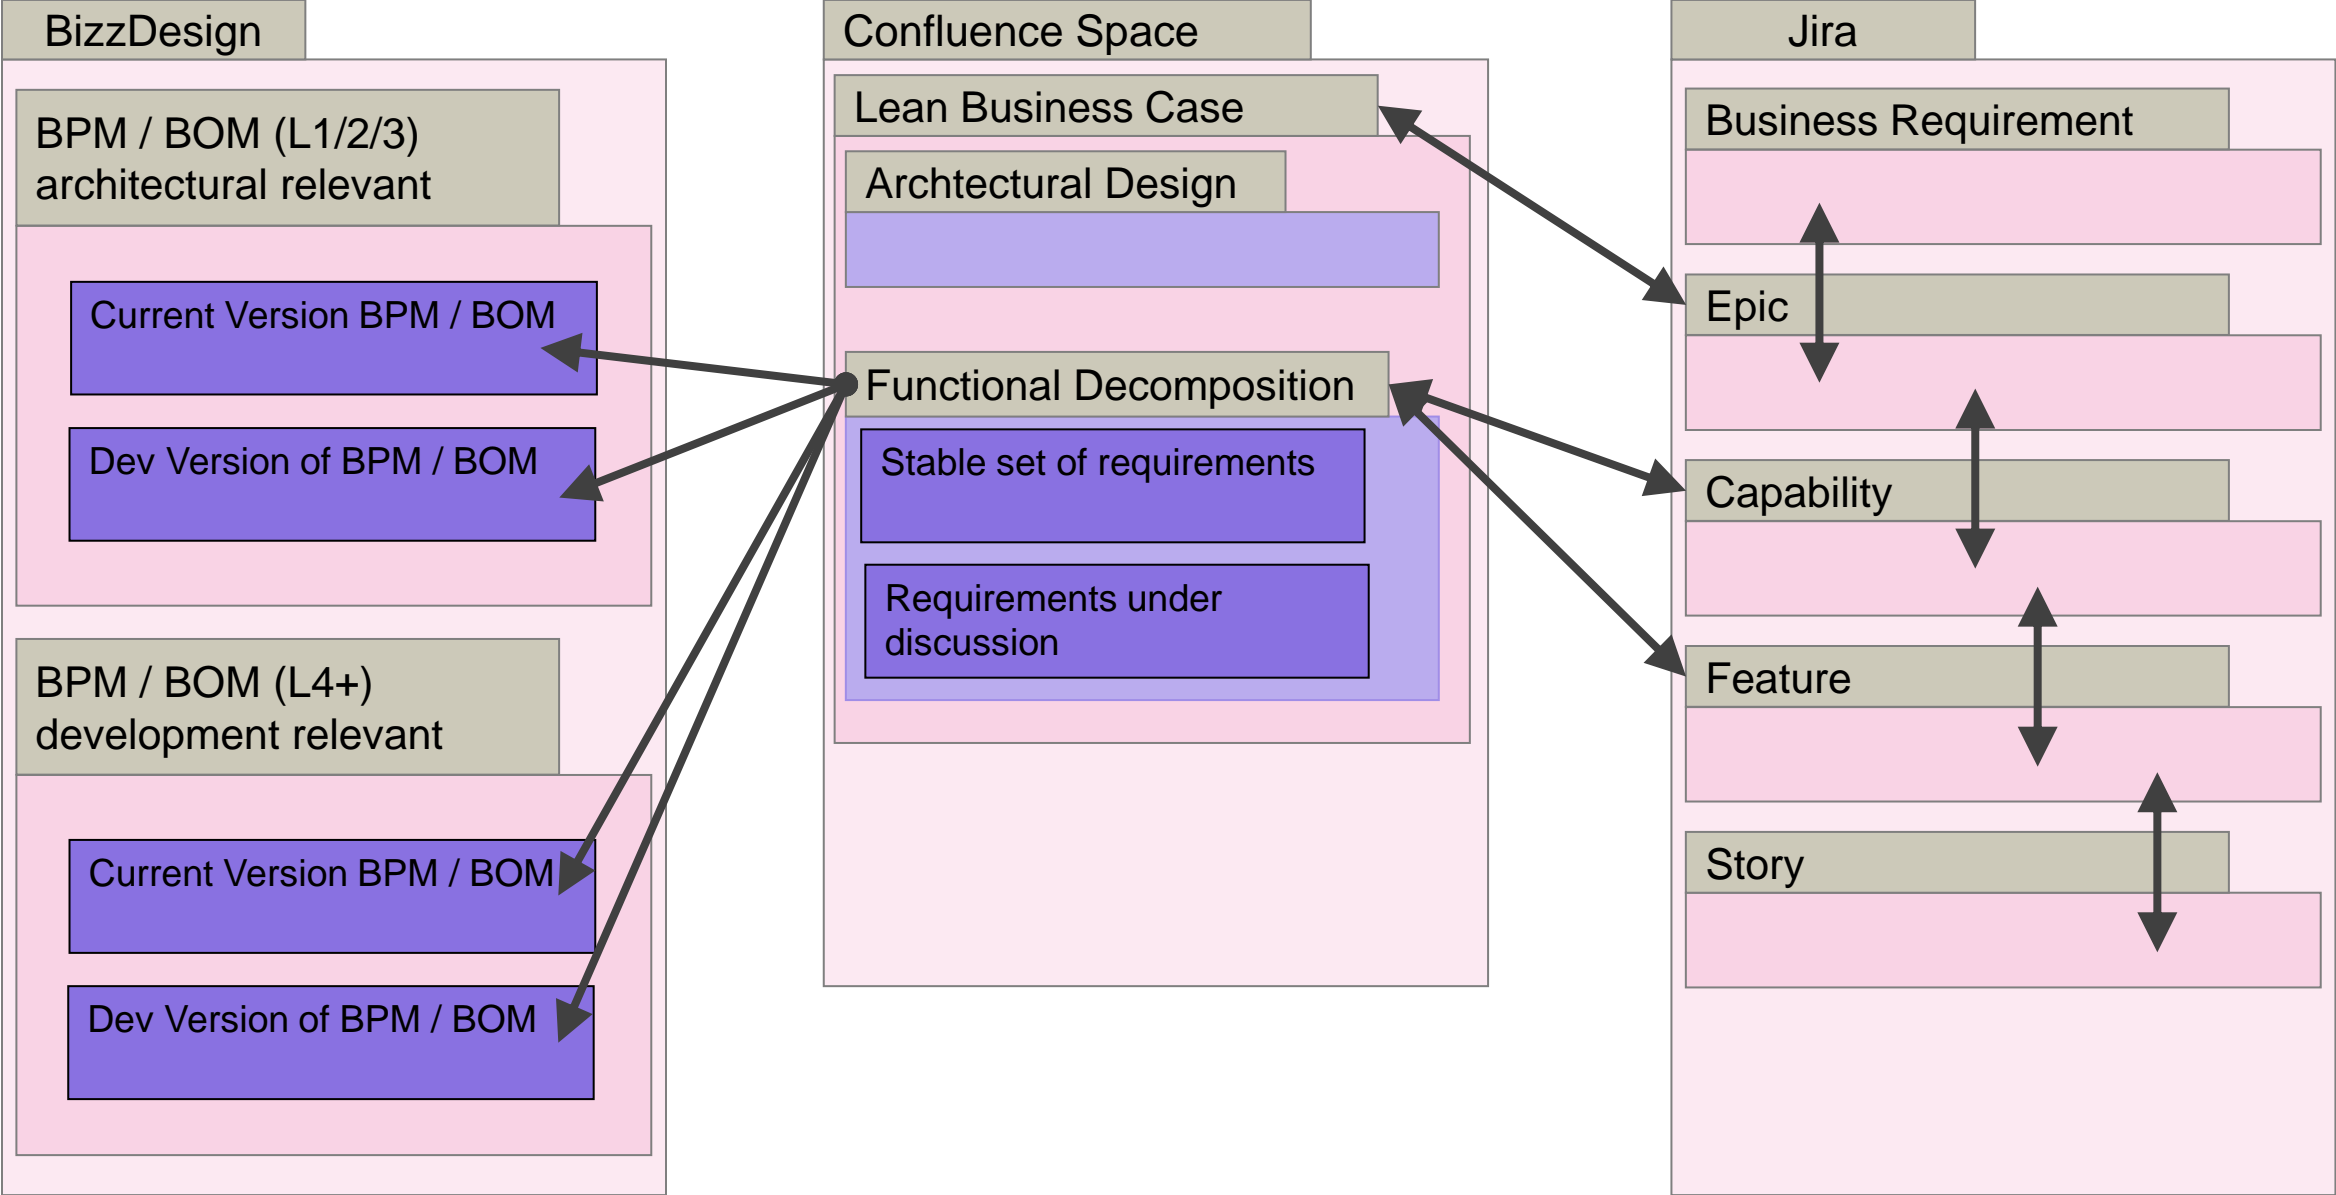 BizzDesign
BPM / BOM (L1/2/3)
architectural relevant
Current Version BPM / BOM
Dev Version of BPM / BOM
BPM / BOM (L4+)
development relevant
Current Version BPM / BOM
Dev Version of BPM / BOM
Confluence Space
Lean Business Case
Archtectural Design
Functional Decomposition
Stable set of requirements
Requirements under
discussion
Jira
Business Requirement
Epic
Capability
Feature
Story